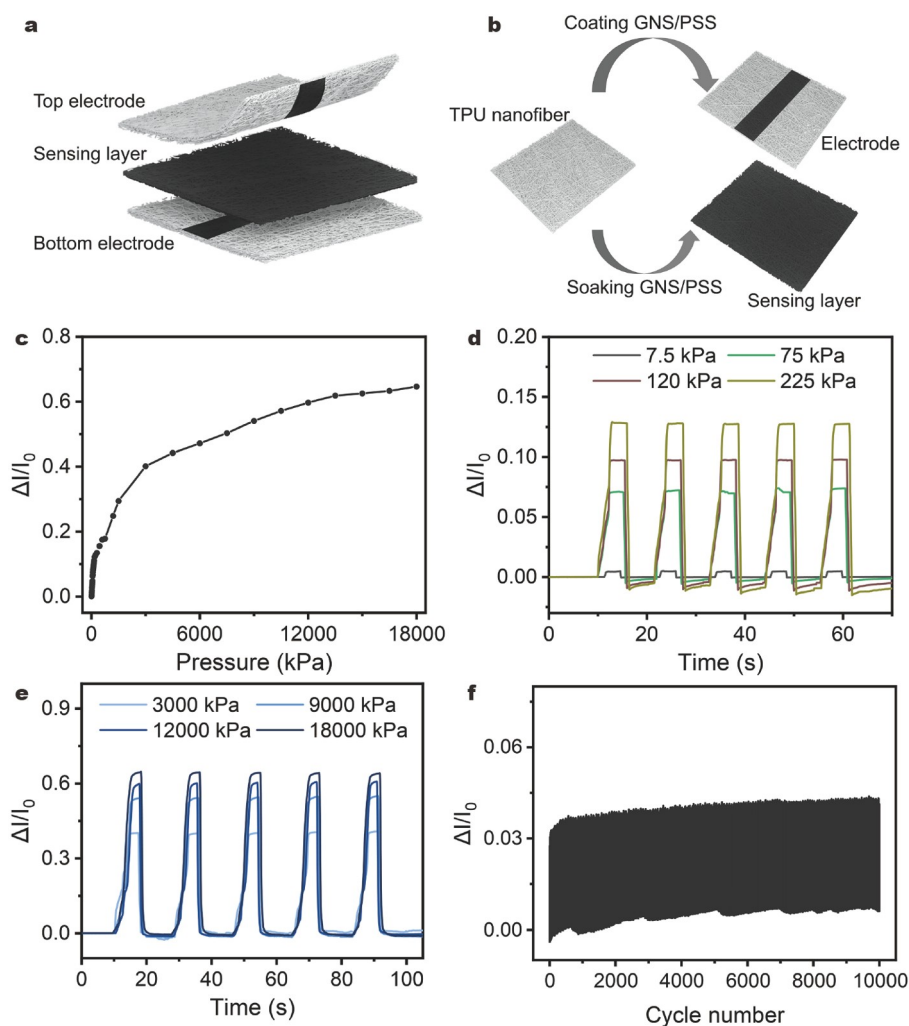 a
Top electrode
Sensing layer
Bottom electrode
b
Coating GNS/PSS
TPU nanofiber
Electrode
Soaking GNS/PSS
Sensing layer
c
0.8
0.6
0.4
0.2
0.0
ΔI/I₀
0 6000 12000 18000
Pressure (kPa)
d
7.5 kPa 75 kPa
120 kPa 225 kPa
0.20
0.15
0.10
0.05
0.00
ΔI/I₀
0 20 40 60
Time (s)
e
3000 kPa 9000 kPa
12000 kPa 18000 kPa
0.9
0.6
0.3
0.0
ΔI/I₀
0 20 40 60 80 100
Time (s)
f
0.06
0.03
0.00
ΔI/I₀
0 2000 4000 6000 8000 10000
Cycle number